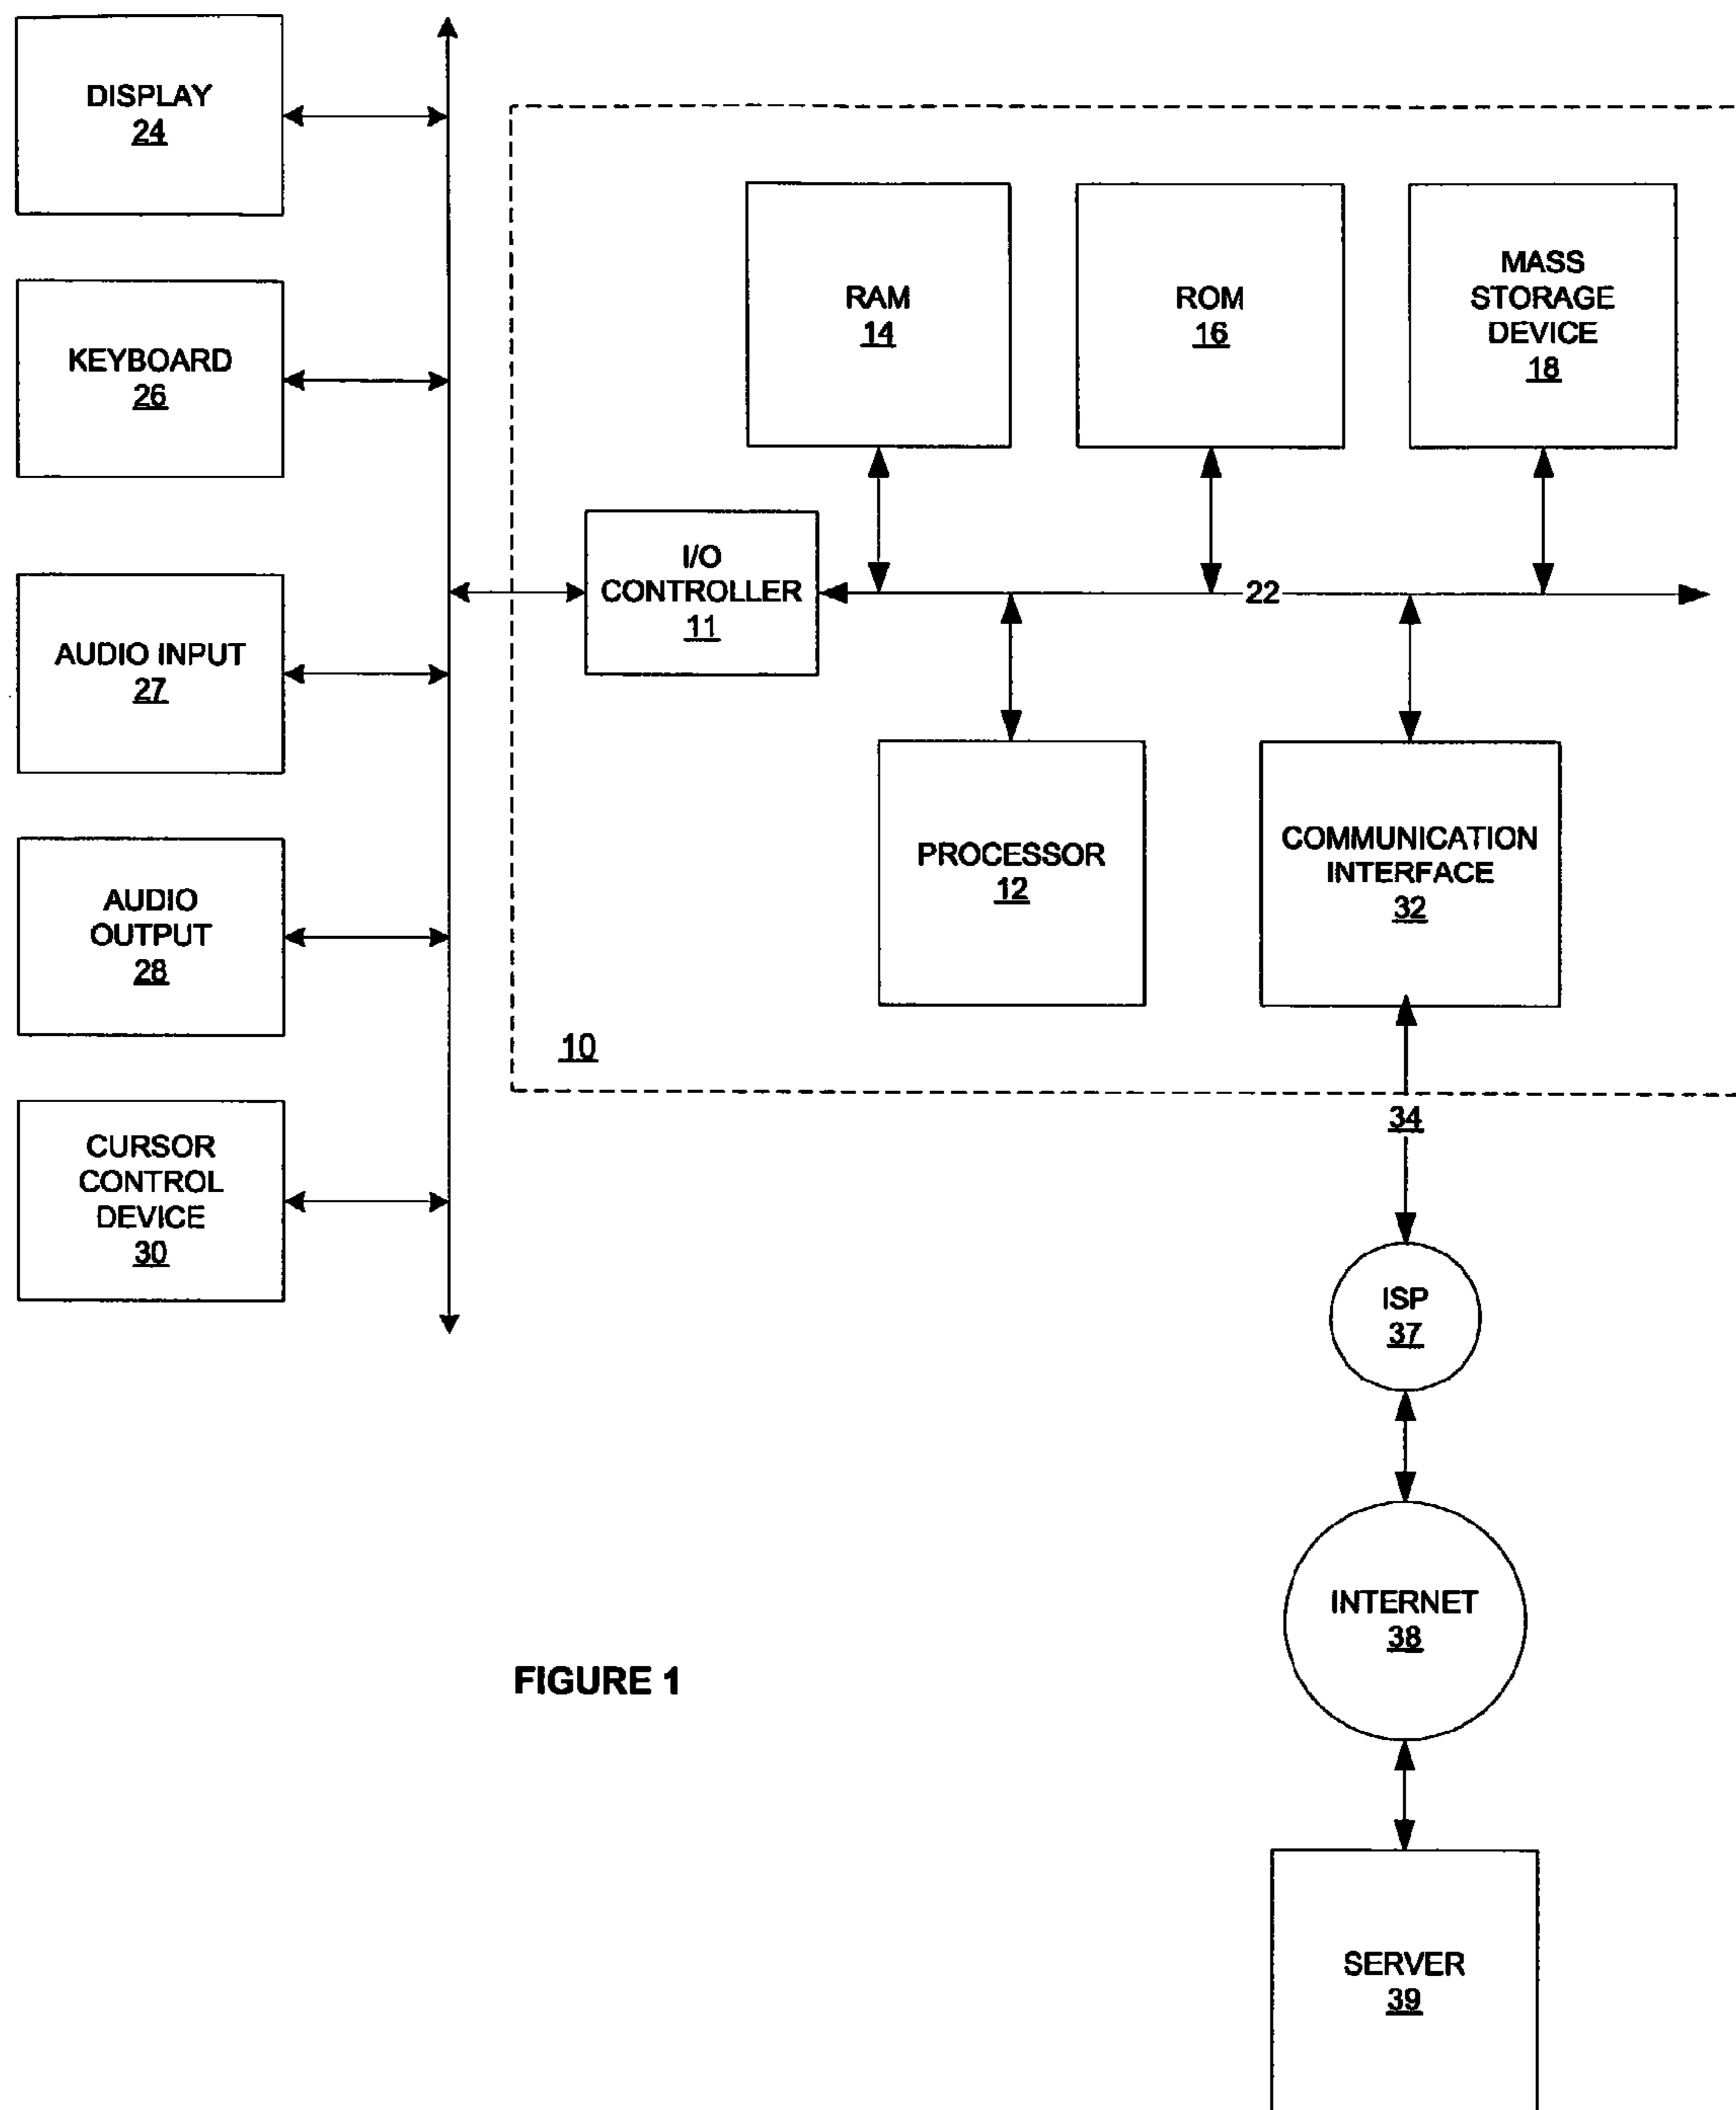 DISPLAY
24
KEYBOARD
26
AUDIO INPUT
27
AUDIO
OUTPUT
28
CURSOR
CONTROL
DEVICE
30
RAM
14
ROM
16
MASS
STORAGE
DEVICE
18
I/O
CONTROLLER
11
22
PROCESSOR
12
COMMUNICATION
INTERFACE
32
10
34
ISP
37
INTERNET
38
FIGURE 1
SERVER
39